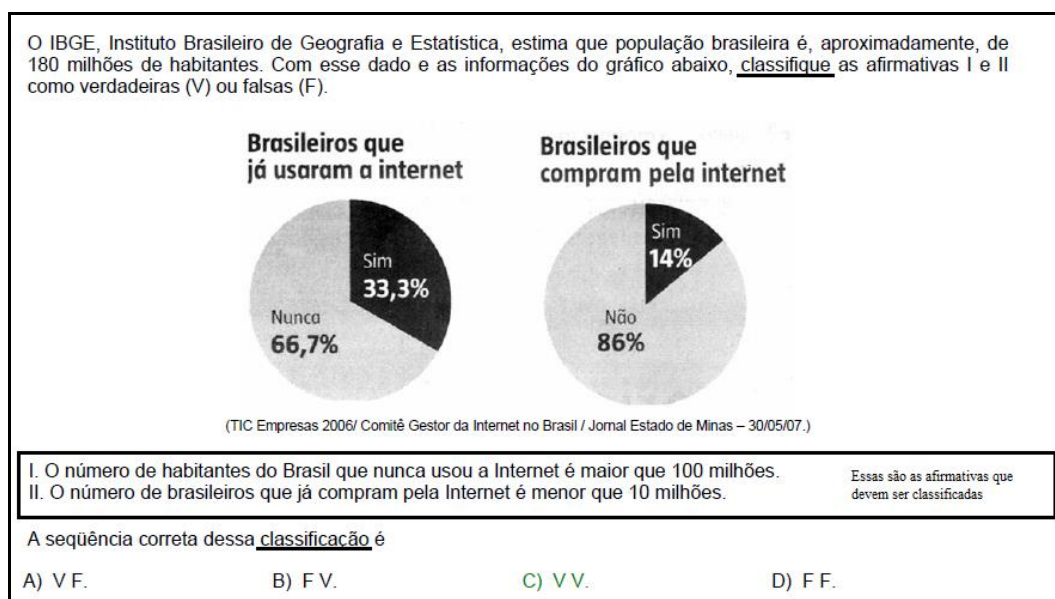 O IBGE, Instituto Brasileiro de Geografia e Estatística, estima que população brasileira é, aproximadamente, de
180 milhões de habitantes. Com esse dado e as informações do gráfico abaixo, classifique as afirmativas I e II
como verdadeiras (V) ou falsas (F).
Brasileiros que
já usaram a internet
Sim
33,3%
Nunca
66,7%
Brasileiros que
compram pela internet
Sim
14%
Não
86%
(TIC Empresas 2006/ Comitê Gestor da Internet no Brasil / Jornal Estado de Minas – 30/05/07.)
I. O número de habitantes do Brasil que nunca usou a Internet é maior que 100 milhões.
II. O número de brasileiros que já compram pela Internet é menor que 10 milhões.
Essas são as afirmativas que
devem ser classificadas
A seqüência correta dessa classificação é
A) V F. B) F V. C) V V. D) F F.